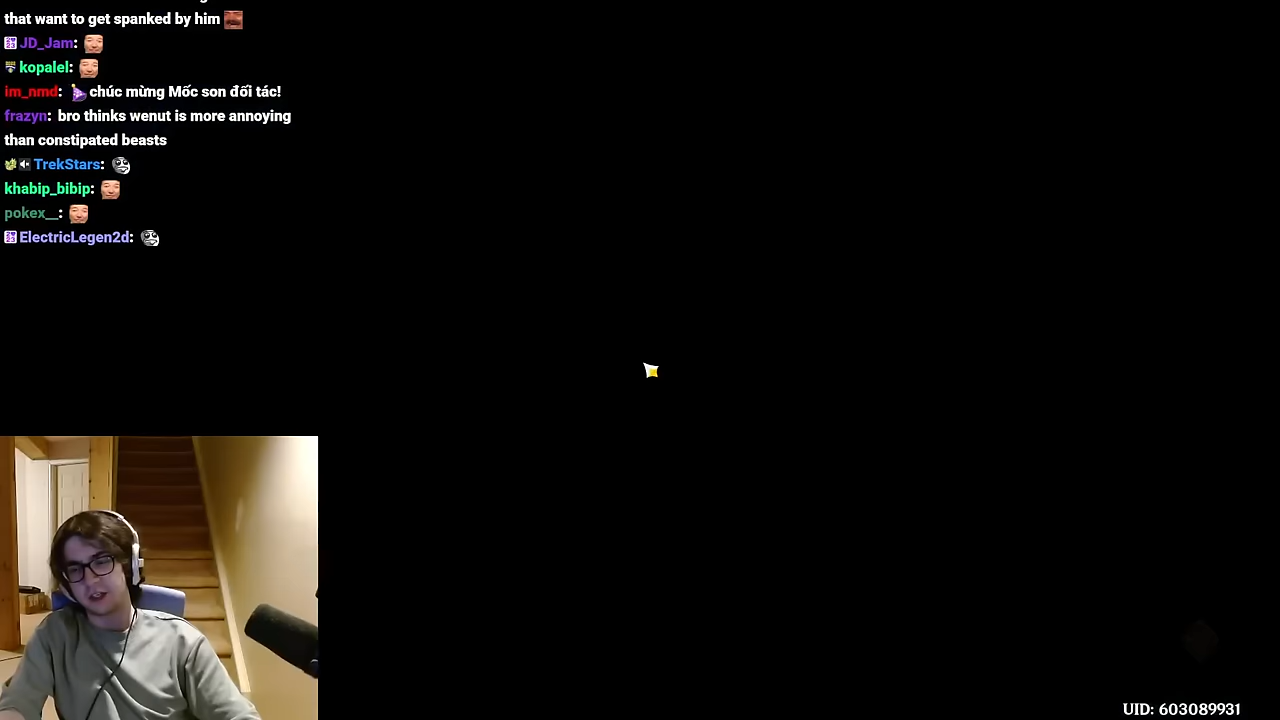 that want to get spanked by him
JD_Jam:
kopalel:
im_nmd: chúc mừng Mốc son đối tác!
frazyn: bro thinks wenut is more annoying
than constipated beasts
TrekStars:
khabip_bibip:
pokex__:
ElectricLegen2d:
UID: 603089931